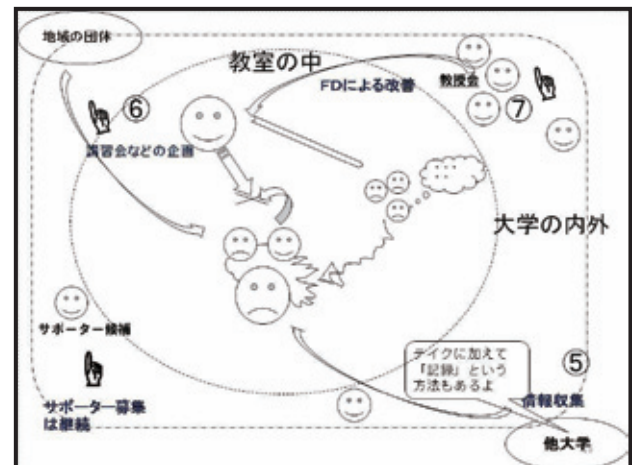 地域の団体
教室の中
FDによる改善
教授会
⑦
⑥
講習会などの企画
大学の内外
サポーター候補
サポーター募集
は継続
テイクに加えて
「記録」という
方法もあるよ
⑤
情報収集
他大学